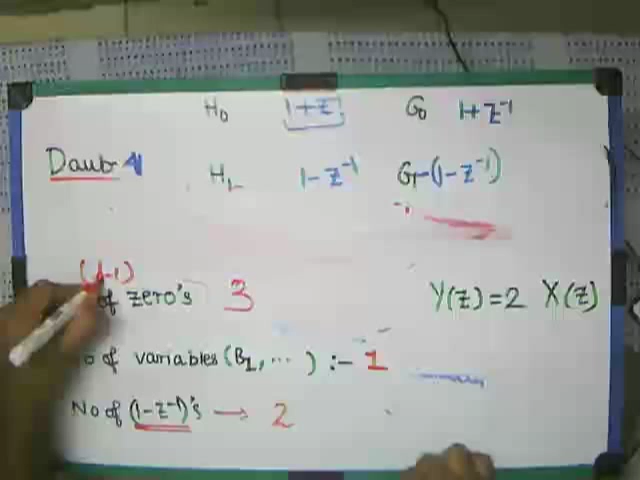 H₀ 1+z G₀ 1+z⁻¹
Daub 4
H₁ 1-z⁻¹ G₁ -(1-z⁻¹)
(d-1)
of zero's 3 Y(z)=2 X(z)
of variables (B₁, ...) :- 1
No of (1-z⁻¹)'s → 2